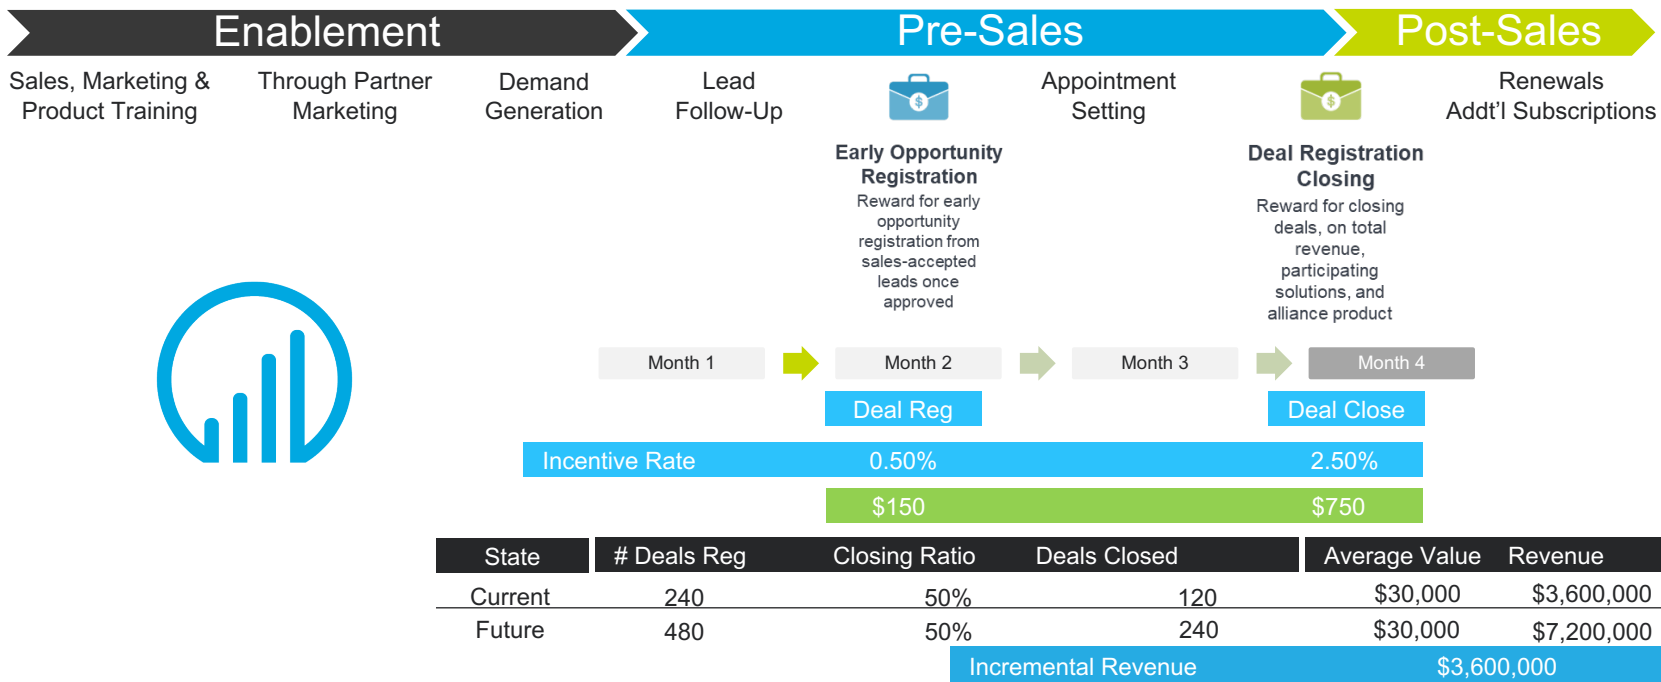 Enablement
Pre-Sales
Post-Sales
Sales, Marketing &
Product Training
Through Partner
Marketing
Demand
Generation
Lead
Follow-Up
$
Appointment
Setting
$
Renewals
Addt'l Subscriptions
Early Opportunity
Registration
Reward for early
opportunity
registration from
sales-accepted
leads once
approved
Deal Registration
Closing
Reward for closing
deals, on total
revenue,
participating
solutions, and
alliance product
Month 1
Month 2
Month 3
Month 4
Deal Reg
Deal Close
Incentive Rate 0.50% 2.50%
$150 $750
State # Deals Reg Closing Ratio Deals Closed Average Value Revenue
Current 240 50% 120 $30,000 $3,600,000
Future 480 50% 240 $30,000 $7,200,000
Incremental Revenue $3,600,000